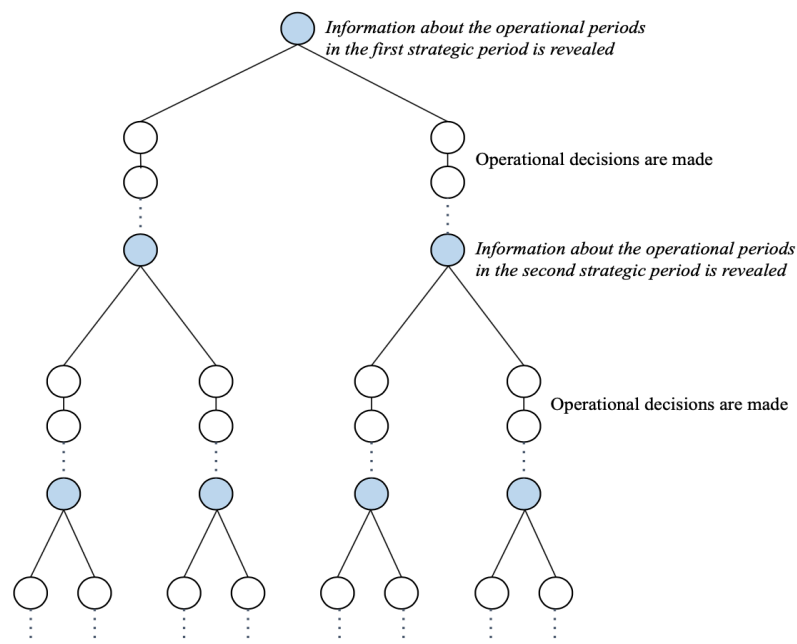 Information about the operational periods
in the first strategic period is revealed
Operational decisions are made
Information about the operational periods
in the second strategic period is revealed
Operational decisions are made